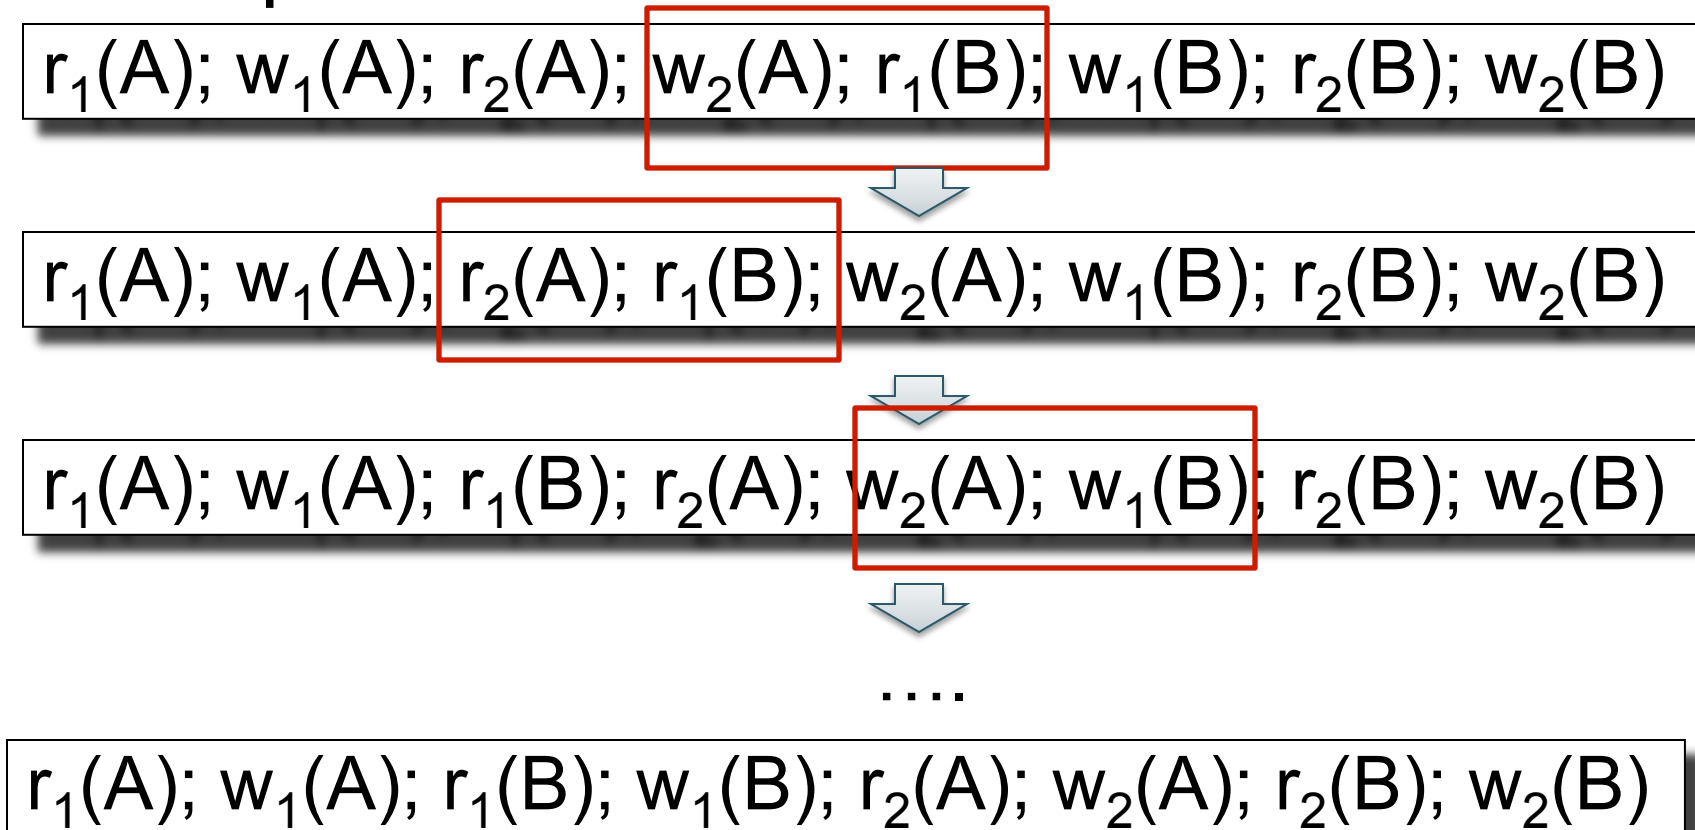 r₁(A); w₁(A); r₂(A); w₂(A); r₁(B); w₁(B); r₂(B); w₂(B)
r₁(A); w₁(A); r₂(A); r₁(B); w₂(A); w₁(B); r₂(B); w₂(B)
r₁(A); w₁(A); r₁(B); r₂(A); w₂(A); w₁(B); r₂(B); w₂(B)
....
r₁(A); w₁(A); r₁(B); w₁(B); r₂(A); w₂(A); r₂(B); w₂(B)